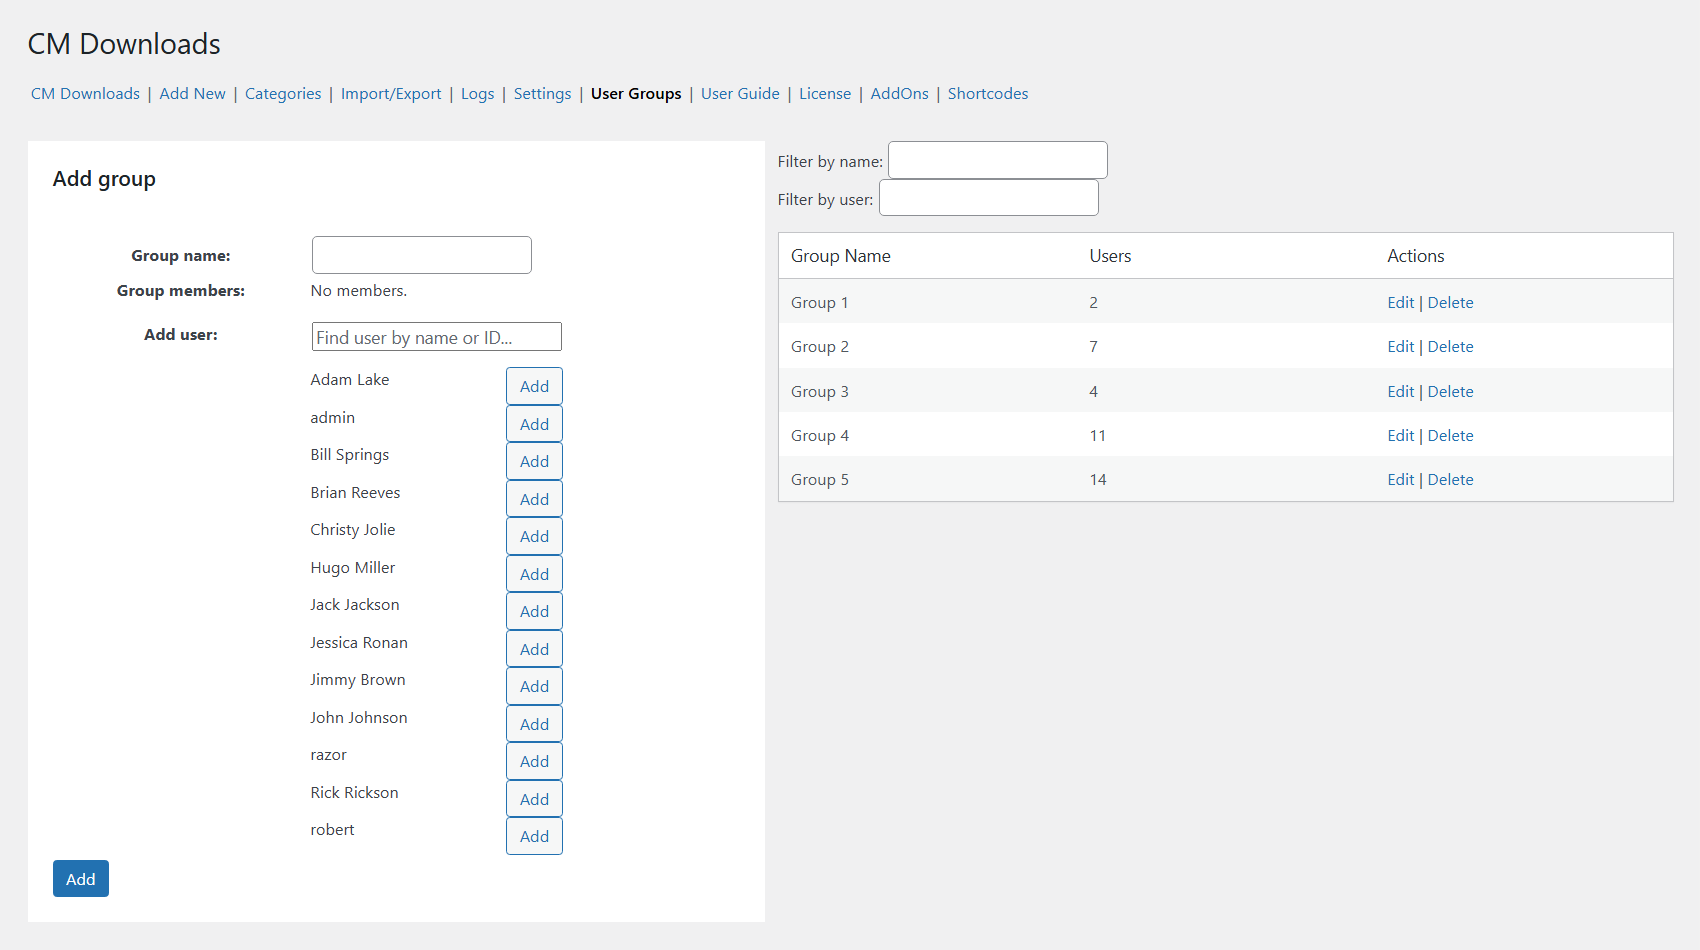 CM Downloads
CM Downloads | Add New | Categories | Import/Export | Logs | Settings | User Groups | User Guide | License | AddOns | Shortcodes
Add group
Group name:
Group members: No members.
Add user: Find user by name or ID...
Adam Lake Add
admin Add
Bill Springs Add
Brian Reeves Add
Christy Jolie Add
Hugo Miller Add
Jack Jackson Add
Jessica Ronan Add
Jimmy Brown Add
John Johnson Add
razor Add
Rick Rickson Add
robert Add
Add
Filter by name:
Filter by user:
Group Name Users Actions
Group 1 2 Edit | Delete
Group 2 7 Edit | Delete
Group 3 4 Edit | Delete
Group 4 11 Edit | Delete
Group 5 14 Edit | Delete